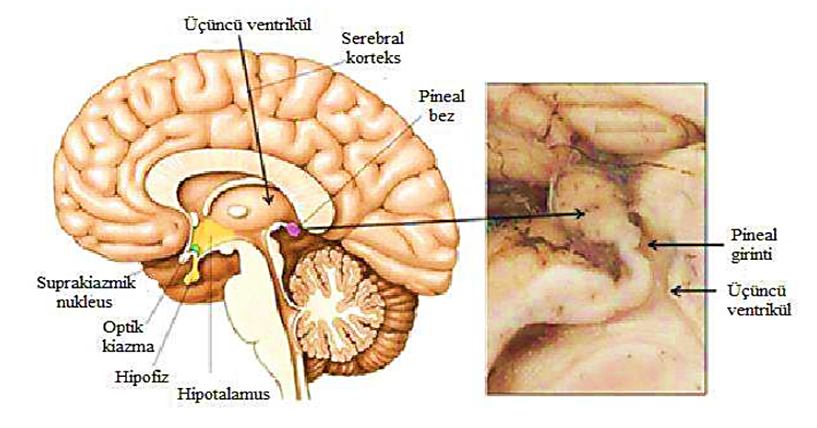 Üçüncü ventrikül
Serebral
korteks
Pineal
bez
Pineal
girinti
Üçüncü
ventrikül
Suprakiazmik
nukleus
Optik
kiazma
Hipofiz
Hipotalamus